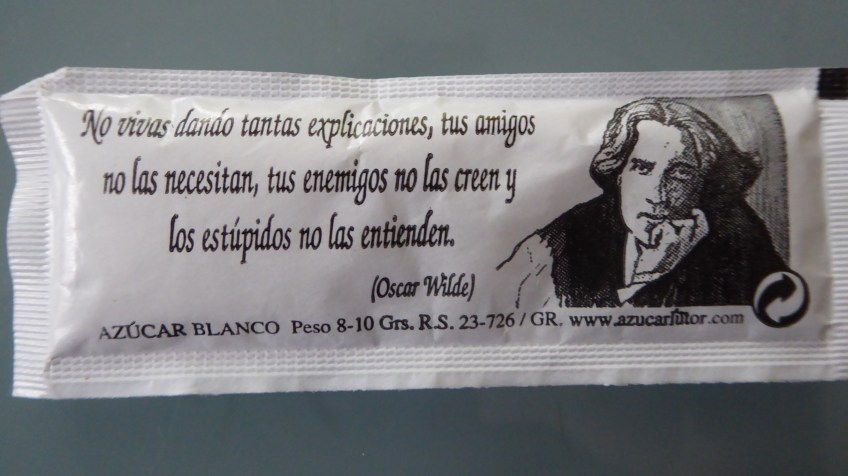 No vivas dando tantas explicaciones, tus amigos
no las necesitan, tus enemigos no las creen y
los estúpidos no las entienden.
(Oscar Wilde)
AZÚCAR BLANCO Peso 8-10 Grs. R.S. 23-726 / GR. www.azucarfutor.com